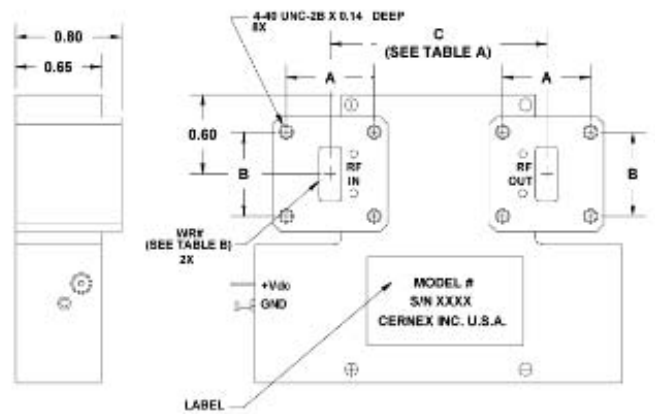 0.80
0.65
4-40 UNC-2B X 0.14 DEEP
8X
C
(SEE TABLE A)
A
A
0.60
B
B
RF
IN
RF
OUT
WR#
(SEE TABLE B)
2X
+Vdc
GND
MODEL #
S/N XXXX
CERNEX INC. U.S.A.
LABEL